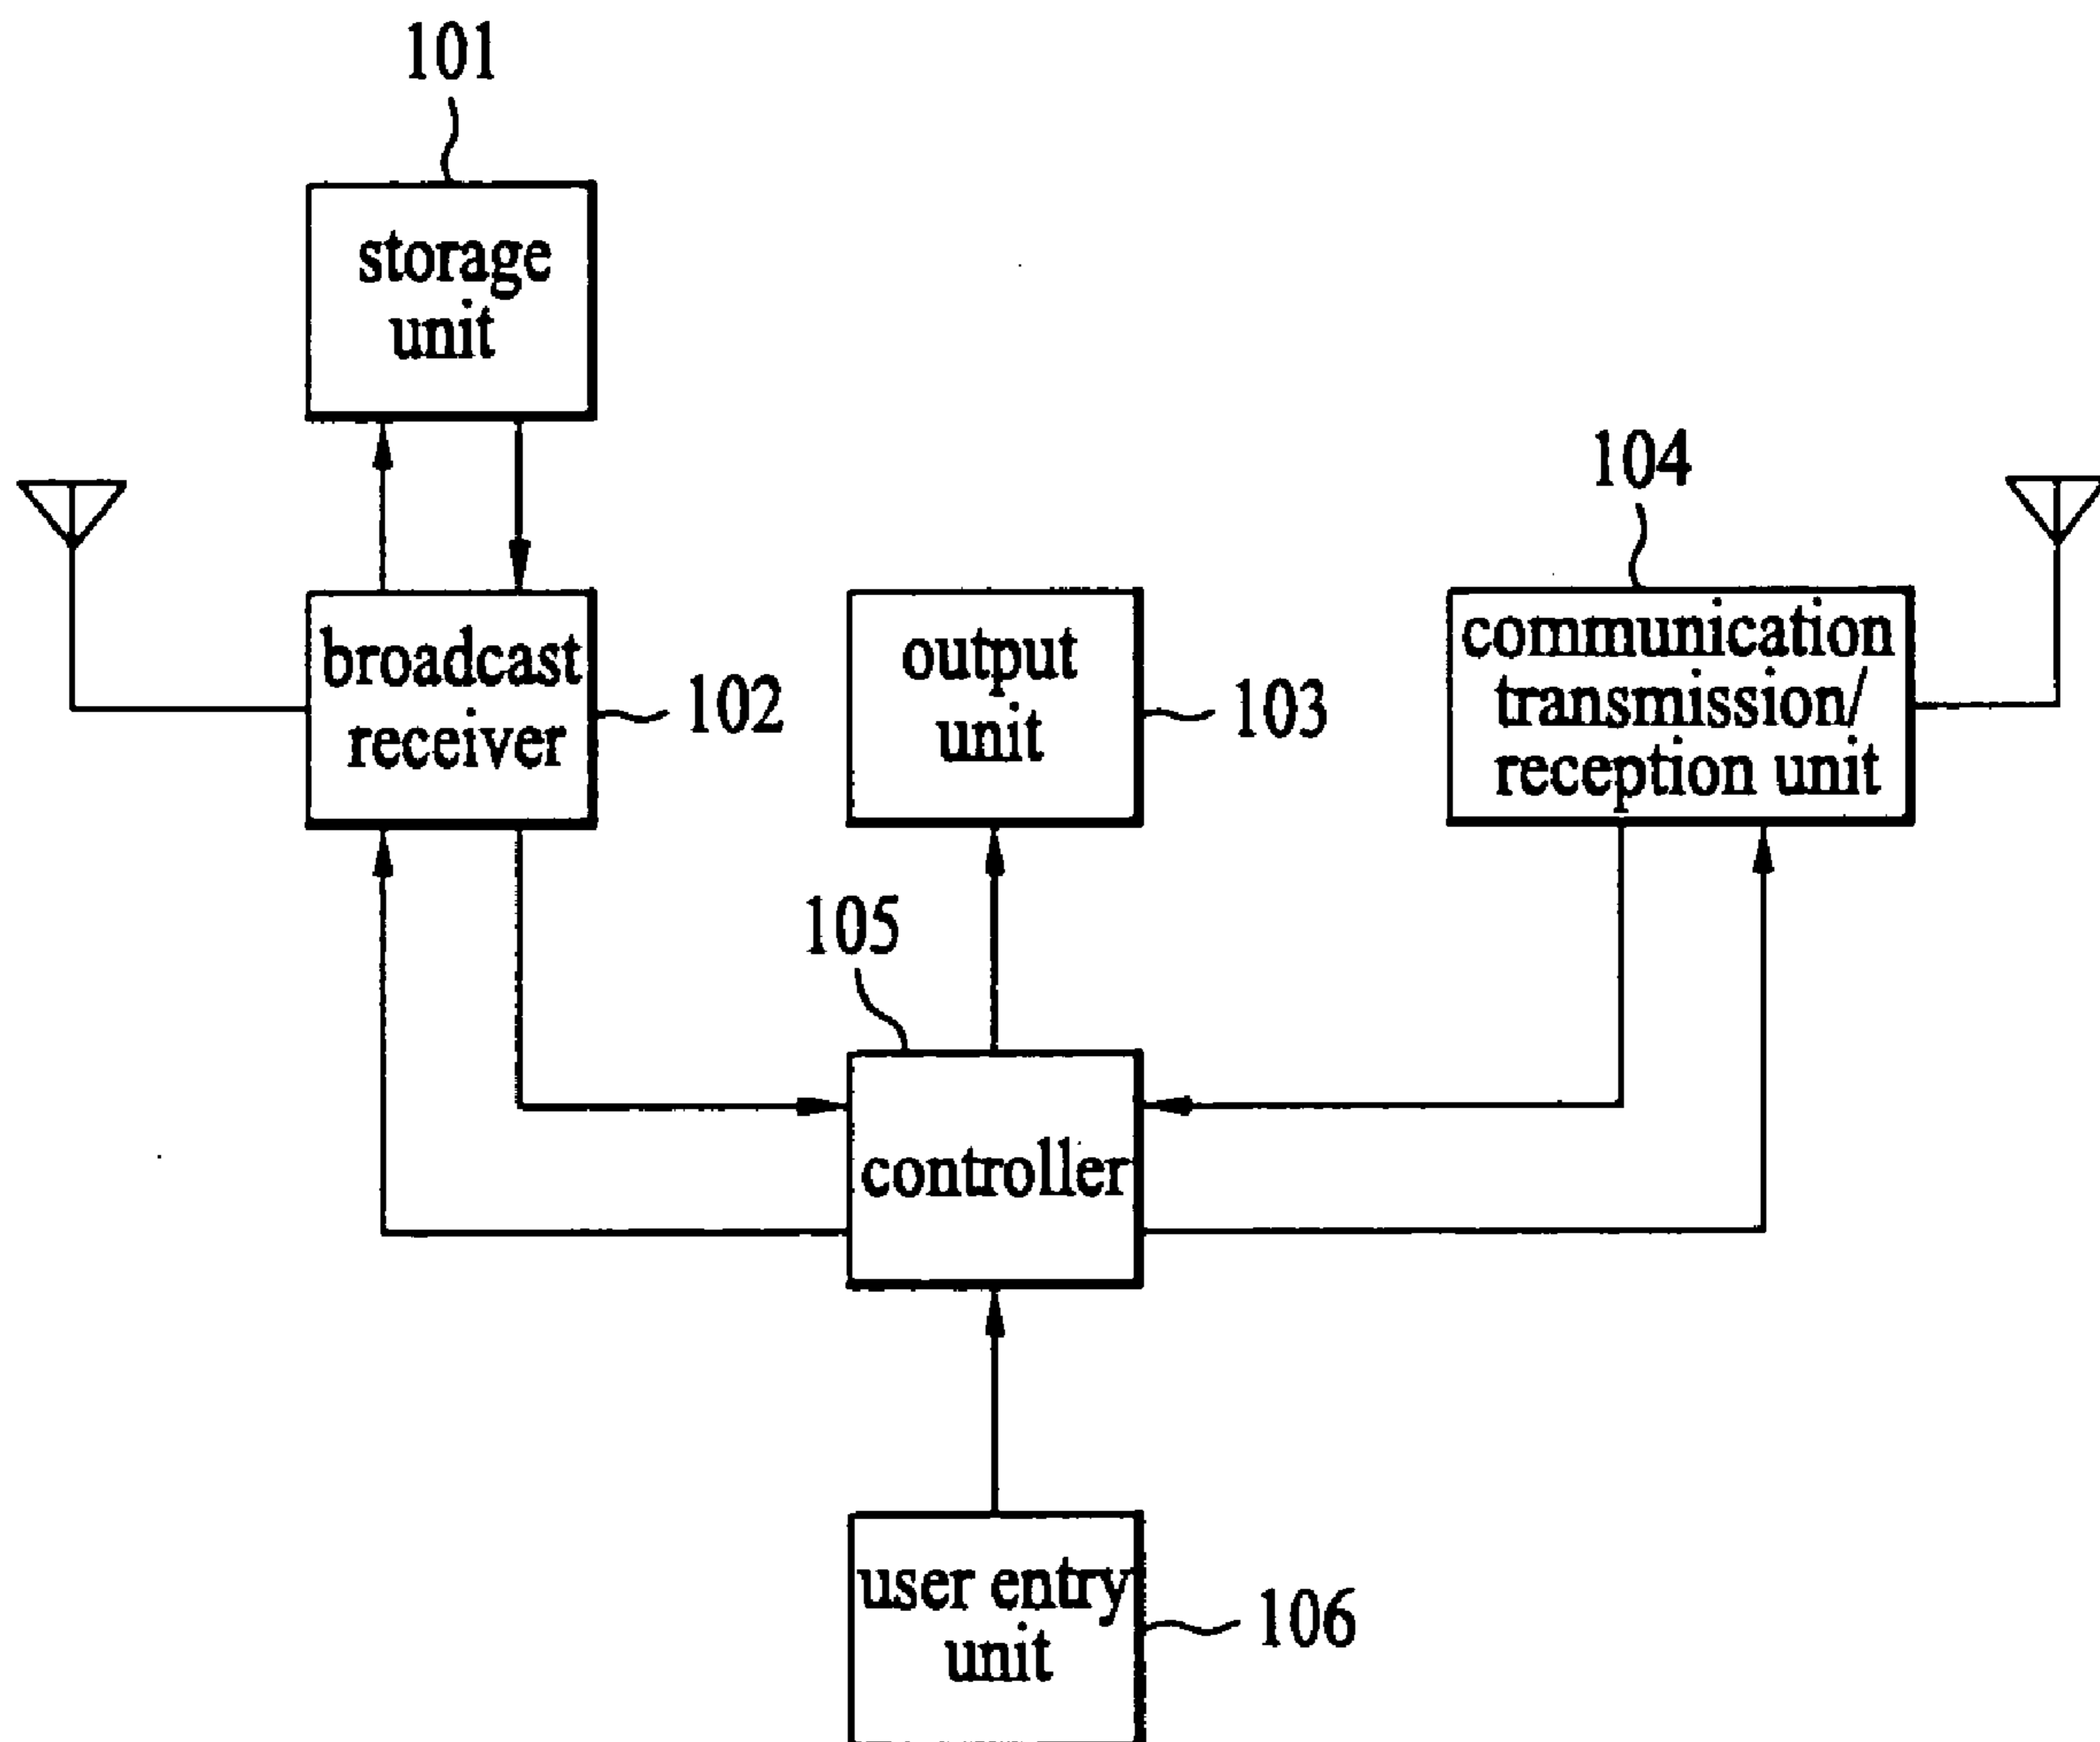 101
storage
unit
104
broadcast
receiver
102
output
unit
103
communication
transmission/
reception unit
105
controller
user entry
unit
106